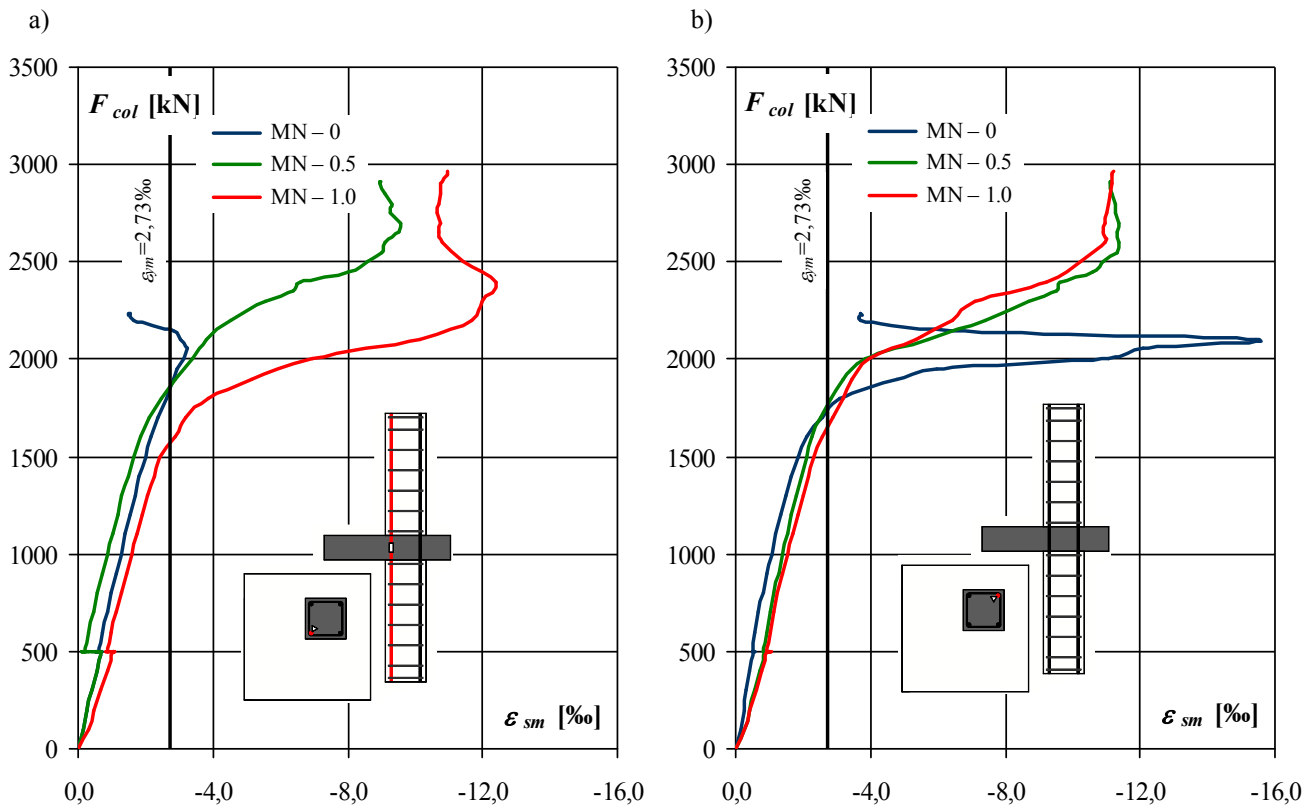 a)
3500
3000
2500
2000
1500
1000
500
0
F col [kN]
MN – 0
MN – 0.5
MN – 1.0
εym=2,73‰
ε sm [‰]
0,0 -4,0 -8,0 -12,0 -16,0
b)
3500
3000
2500
2000
1500
1000
500
0
F col [kN]
MN – 0
MN – 0.5
MN – 1.0
εym=2,73‰
ε sm [‰]
0,0 -4,0 -8,0 -12,0 -16,0